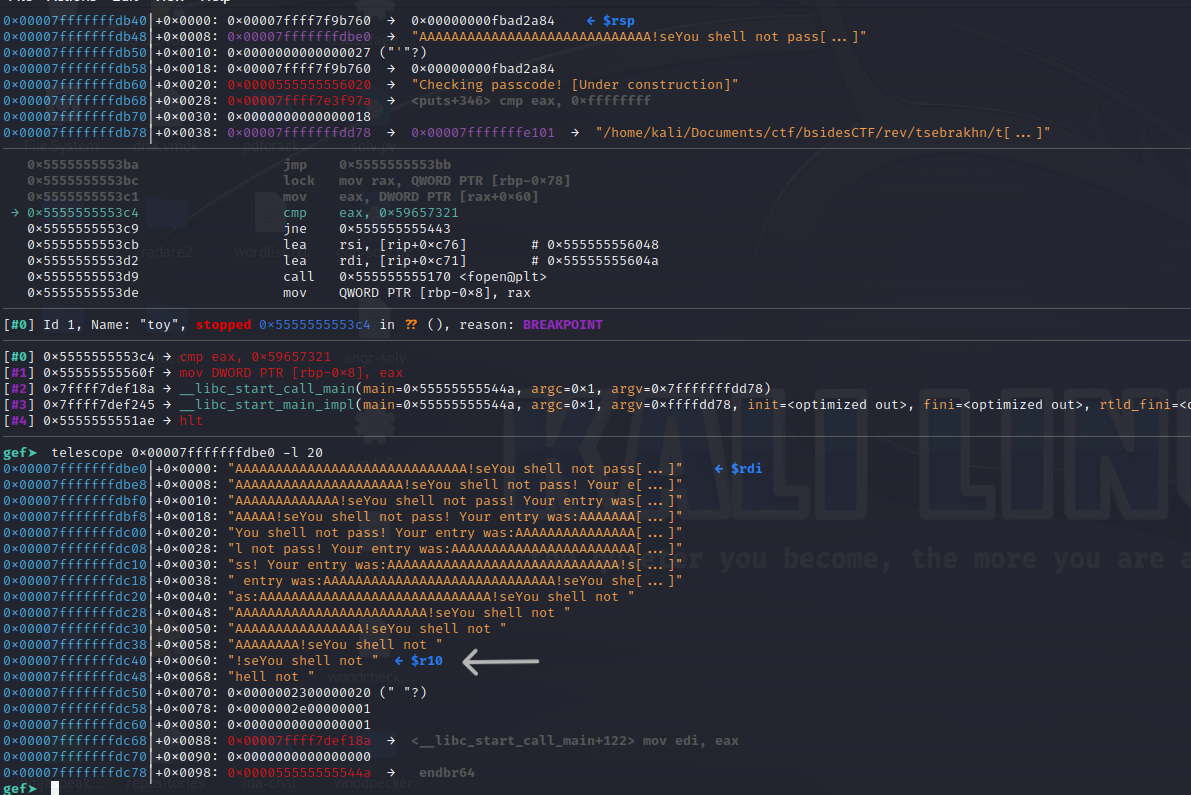 0x00007fffffffdb40│+0x0000: 0x00007ffff7f9b760  →  0x00000000fbad2a84    ← $rsp
0x00007fffffffdb48│+0x0008: 0x00007fffffffdbe0  →  "AAAAAAAAAAAAAAAAAAAAAAAAAAAAA!seYou shell not pass[...]"
0x00007fffffffdb50│+0x0010: 0x0000000000000027 ("'"?)
0x00007fffffffdb58│+0x0018: 0x00007ffff7f9b760  →  0x00000000fbad2a84
0x00007fffffffdb60│+0x0020: 0x0000555555556020  →  "Checking passcode! [Under construction]"
0x00007fffffffdb68│+0x0028: 0x00007ffff7e3f97a  →  <puts+346> cmp eax, 0xffffffff
0x00007fffffffdb70│+0x0030: 0x0000000000000018
0x00007fffffffdb78│+0x0038: 0x00007fffffffdd78  →  0x00007fffffffe101  →  "/home/kali/Documents/ctf/bsidesCTF/rev/tsebrakhn/t[...]"
0x5555555553ba                  jmp    0x5555555553bb
0x5555555553bc                  lock   mov rax, QWORD PTR [rbp-0x78]
0x5555555553c1                  mov    eax, DWORD PTR [rax+0x60]
→ 0x5555555553c4                  cmp    eax, 0x59657321
0x5555555553c9                  jne    0x555555555443
0x5555555553cb                  lea    rsi, [rip+0xc76]        # 0x555555556048
0x5555555553d2                  lea    rdi, [rip+0xc71]        # 0x55555555604a
0x5555555553d9                  call   0x555555555170 <fopen@plt>
0x5555555553de                  mov    QWORD PTR [rbp-0x8], rax
[#0] Id 1, Name: "toy", stopped 0x5555555553c4 in ?? (), reason: BREAKPOINT
[#0] 0x5555555553c4 → cmp eax, 0x59657321
[#1] 0x55555555560f → mov DWORD PTR [rbp-0x8], eax
[#2] 0x7ffff7def18a → __libc_start_call_main(main=0x55555555544a, argc=0x1, argv=0x7fffffffdd78)
[#3] 0x7ffff7def245 → __libc_start_main_impl(main=0x55555555544a, argc=0x1, argv=0xffffdd78, init=<optimized out>, fini=<optimized out>, rtld_fini=<o
[#4] 0x5555555551ae → hlt
gef➤  telescope 0x00007fffffffdbe0 -l 20
0x00007fffffffdbe0│+0x0000: "AAAAAAAAAAAAAAAAAAAAAAAAAAAAA!seYou shell not pass[...]"    ← $rdi
0x00007fffffffdbe8│+0x0008: "AAAAAAAAAAAAAAAAAAAAA!seYou shell not pass! Your e[...]"
0x00007fffffffdbf0│+0x0010: "AAAAAAAAAAAAA!seYou shell not pass! Your entry was[...]"
0x00007fffffffdbf8│+0x0018: "AAAAA!seYou shell not pass! Your entry was:AAAAAAA[...]"
0x00007fffffffdc00│+0x0020: "You shell not pass! Your entry was:AAAAAAAAAAAAAAA[...]"
0x00007fffffffdc08│+0x0028: "l not pass! Your entry was:AAAAAAAAAAAAAAAAAAAAAAA[...]"
0x00007fffffffdc10│+0x0030: "ss! Your entry was:AAAAAAAAAAAAAAAAAAAAAAAAAAAAA!s[...]"
0x00007fffffffdc18│+0x0038: " entry was:AAAAAAAAAAAAAAAAAAAAAAAAAAAAA!seYou she[...]"
0x00007fffffffdc20│+0x0040: "as:AAAAAAAAAAAAAAAAAAAAAAAAAAAAA!seYou shell not "
0x00007fffffffdc28│+0x0048: "AAAAAAAAAAAAAAAAAAAAAAAA!seYou shell not "
0x00007fffffffdc30│+0x0050: "AAAAAAAAAAAAAAAA!seYou shell not "
0x00007fffffffdc38│+0x0058: "AAAAAAAA!seYou shell not "
0x00007fffffffdc40│+0x0060: "!seYou shell not "  ← $r10
0x00007fffffffdc48│+0x0068: "hell not "
0x00007fffffffdc50│+0x0070: 0x0000002300000020 (" "?)
0x00007fffffffdc58│+0x0078: 0x0000002e00000001
0x00007fffffffdc60│+0x0080: 0x0000000000000001
0x00007fffffffdc68│+0x0088: 0x00007ffff7def18a  →  <__libc_start_call_main+122> mov edi, eax
0x00007fffffffdc70│+0x0090: 0x0000000000000000
0x00007fffffffdc78│+0x0098: 0x000055555555544a  →   endbr64
gef➤